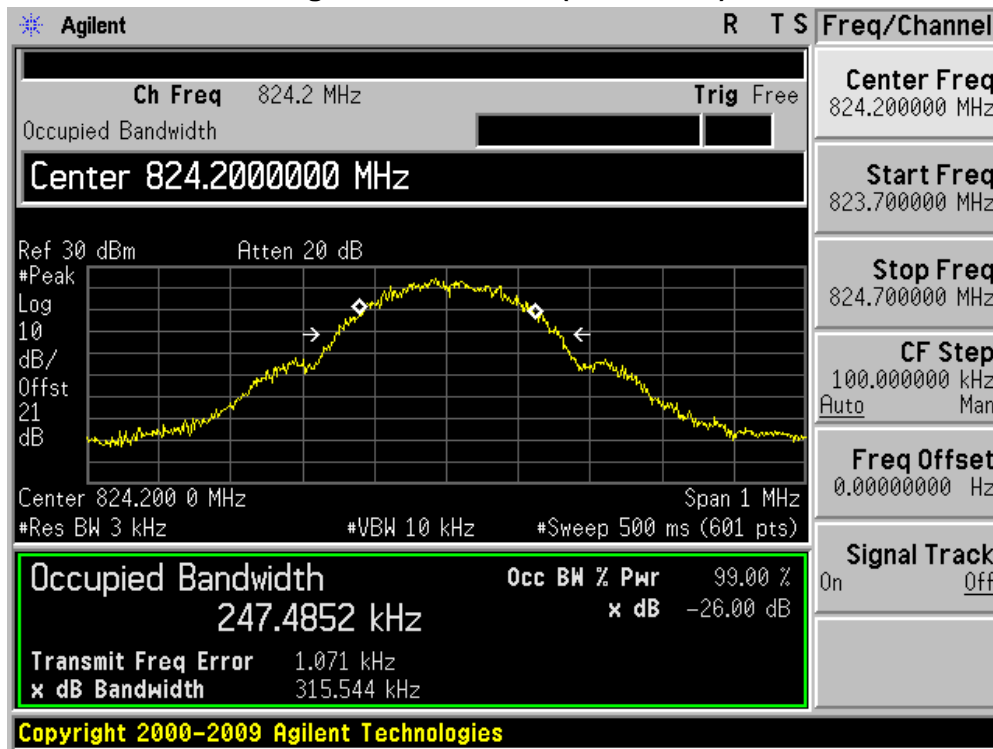 Agilent
R T S
Freq/Channel
Ch Freq 824.2 MHz
Trig Free
Occupied Bandwidth
Center 824.2000000 MHz
Center Freq
824.200000 MHz
Start Freq
823.700000 MHz
Stop Freq
824.700000 MHz
CF Step
100.000000 kHz
Auto Man
Freq Offset
0.00000000 Hz
Signal Track
On Off
Ref 30 dBm Atten 20 dB
#Peak
Log
10
dB/
Offst
21
dB
Center 824.200 0 MHz Span 1 MHz
#Res BW 3 kHz #VBW 10 kHz #Sweep 500 ms (601 pts)
Occupied Bandwidth
247.4852 kHz
Occ BW % Pwr 99.00 %
x dB -26.00 dB
Transmit Freq Error 1.071 kHz
x dB Bandwidth 315.544 kHz
Copyright 2000-2009 Agilent Technologies